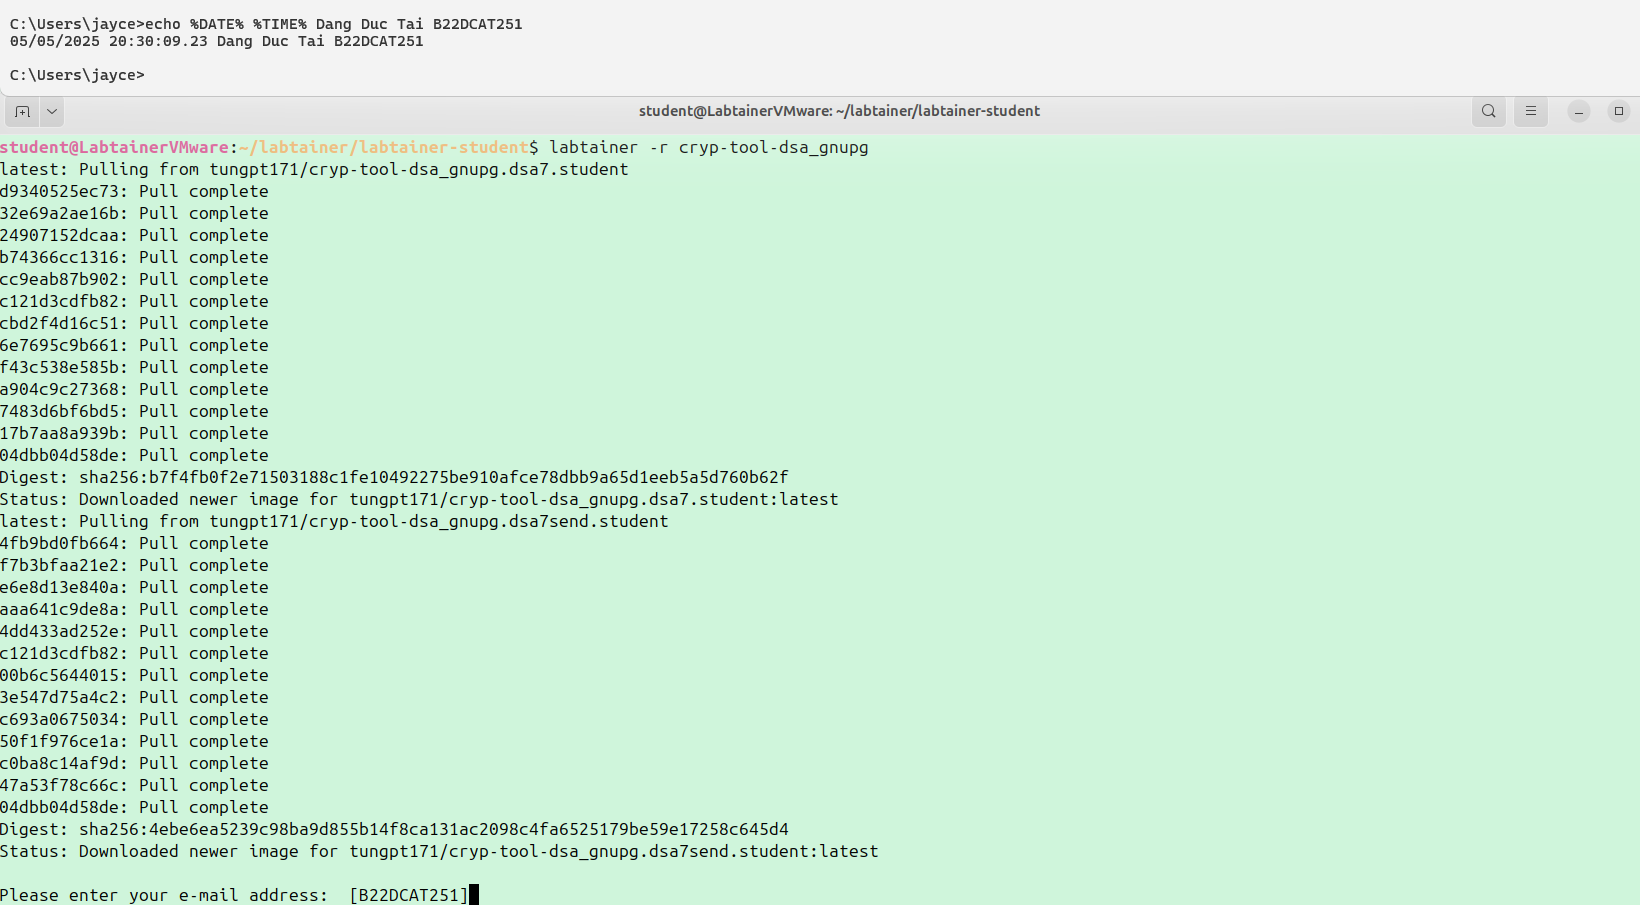 C:\Users\jayce>echo %DATE% %TIME% Dang Duc Tai B22DCAT251
05/05/2025 20:30:09.23 Dang Duc Tai B22DCAT251
C:\Users\jayce>
student@LabtainerVMware: ~/labtainer/labtainer-student
student@LabtainerVMware:~/labtainer/labtainer-student$ labtainer -r cryp-tool-dsa_gnupg
latest: Pulling from tungpt171/cryp-tool-dsa_gnupg.dsa7.student
d9340525ec73: Pull complete
32e69a2ae16b: Pull complete
24907152dcaa: Pull complete
b74366cc1316: Pull complete
cc9eab87b902: Pull complete
c121d3cdfb82: Pull complete
cbd2f4d16c51: Pull complete
6e7695c9b661: Pull complete
f43c538e585b: Pull complete
a904c9c27368: Pull complete
7483d6bf6bd5: Pull complete
17b7aa8a939b: Pull complete
04dbb04d58de: Pull complete
Digest: sha256:b7f4fb0f2e71503188c1fe10492275be910afce78dbb9a65d1eeb5a5d760b62f
Status: Downloaded newer image for tungpt171/cryp-tool-dsa_gnupg.dsa7.student:latest
latest: Pulling from tungpt171/cryp-tool-dsa_gnupg.dsa7send.student
4fb9bd0fb664: Pull complete
f7b3bfaa21e2: Pull complete
e6e8d13e840a: Pull complete
aaa641c9de8a: Pull complete
4dd433ad252e: Pull complete
c121d3cdfb82: Pull complete
00b6c5644015: Pull complete
3e547d75a4c2: Pull complete
c693a0675034: Pull complete
50f1f976ce1a: Pull complete
c0ba8c14af9d: Pull complete
47a53f78c66c: Pull complete
04dbb04d58de: Pull complete
Digest: sha256:4ebe6ea5239c98ba9d855b14f8ca131ac2098c4fa6525179be59e17258c645d4
Status: Downloaded newer image for tungpt171/cryp-tool-dsa_gnupg.dsa7send.student:latest
Please enter your e-mail address:  [B22DCAT251]